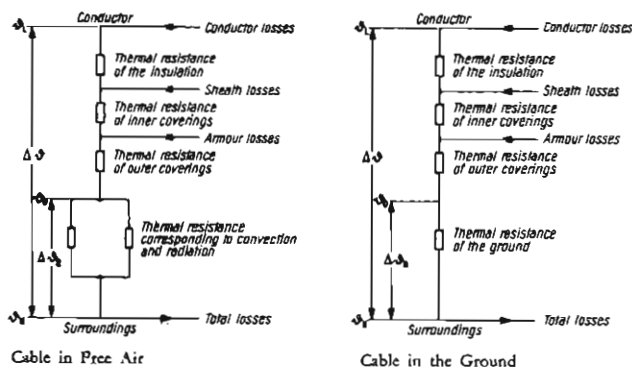 Conductor
Conductor losses
Thermal resistance
of the insulation
Sheath losses
Thermal resistance
of inner coverings
Armour losses
Thermal resistance
of outer coverings
Thermal resistance
corresponding to convection
and radiation
Total losses
Surroundings
Cable in Free Air
Conductor
Conductor losses
Thermal resistance
of the insulation
Sheath losses
Thermal resistance
of inner coverings
Armour losses
Thermal resistance
of outer coverings
Thermal resistance
of the ground
Total losses
Surroundings
Cable in the Ground